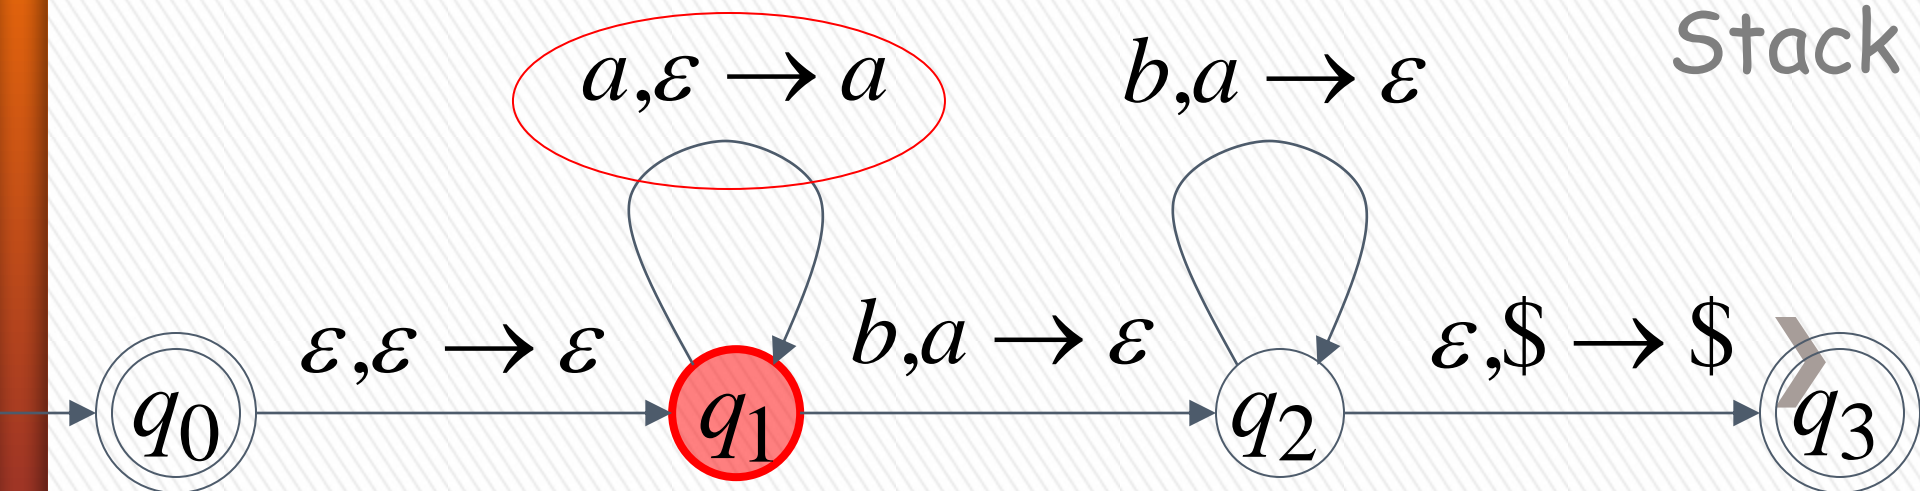 Stack
a,ε → a
b,a → ε
ε,ε → ε
b,a → ε
ε,$ → $
q0
q1
q2
q3